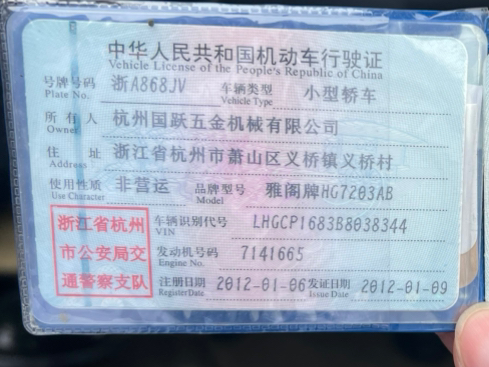 中华人民共和国机动车行驶证
Vehicle License of the People's Republic of China
号牌号码 浙A868JV 车辆类型 小型轿车
Plate No. Vehicle Type
所有人 杭州国跃五金机械有限公司
Owner
住址 浙江省杭州市萧山区义桥镇义桥村
Address
使用性质 非营运 品牌型号 雅阁牌HG7203AB
Use Character Model
浙江省杭州
市公安局交
通警察支队
车辆识别代号 LHGCP1683B8038344
VIN
发动机号码 7141665
Engine No.
注册日期 2012-01-06 发证日期 2012-01-09
Register Date Issue Date